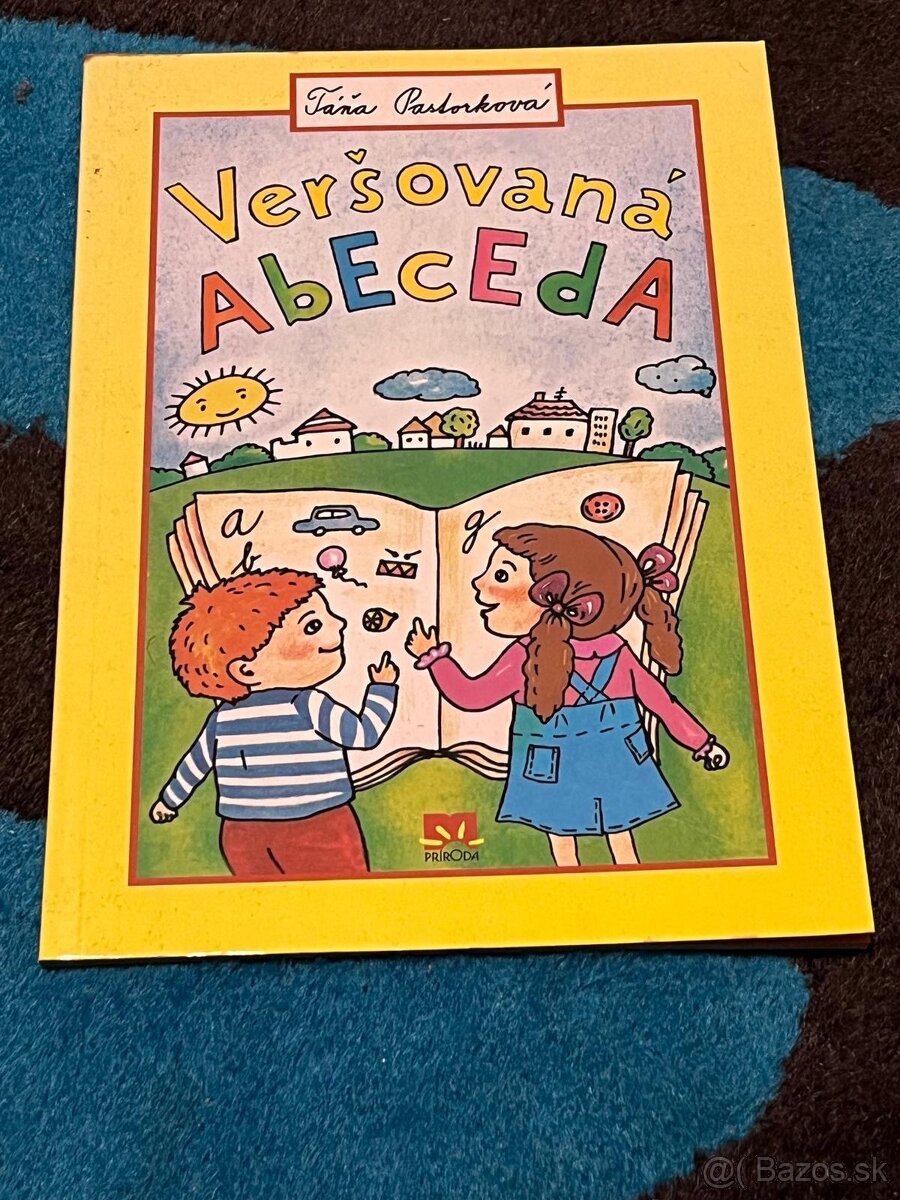 Táňa Pastorková
Veršovaná
AbEcEdA
a
g
b
PRÍRODA
@( Bazos.sk